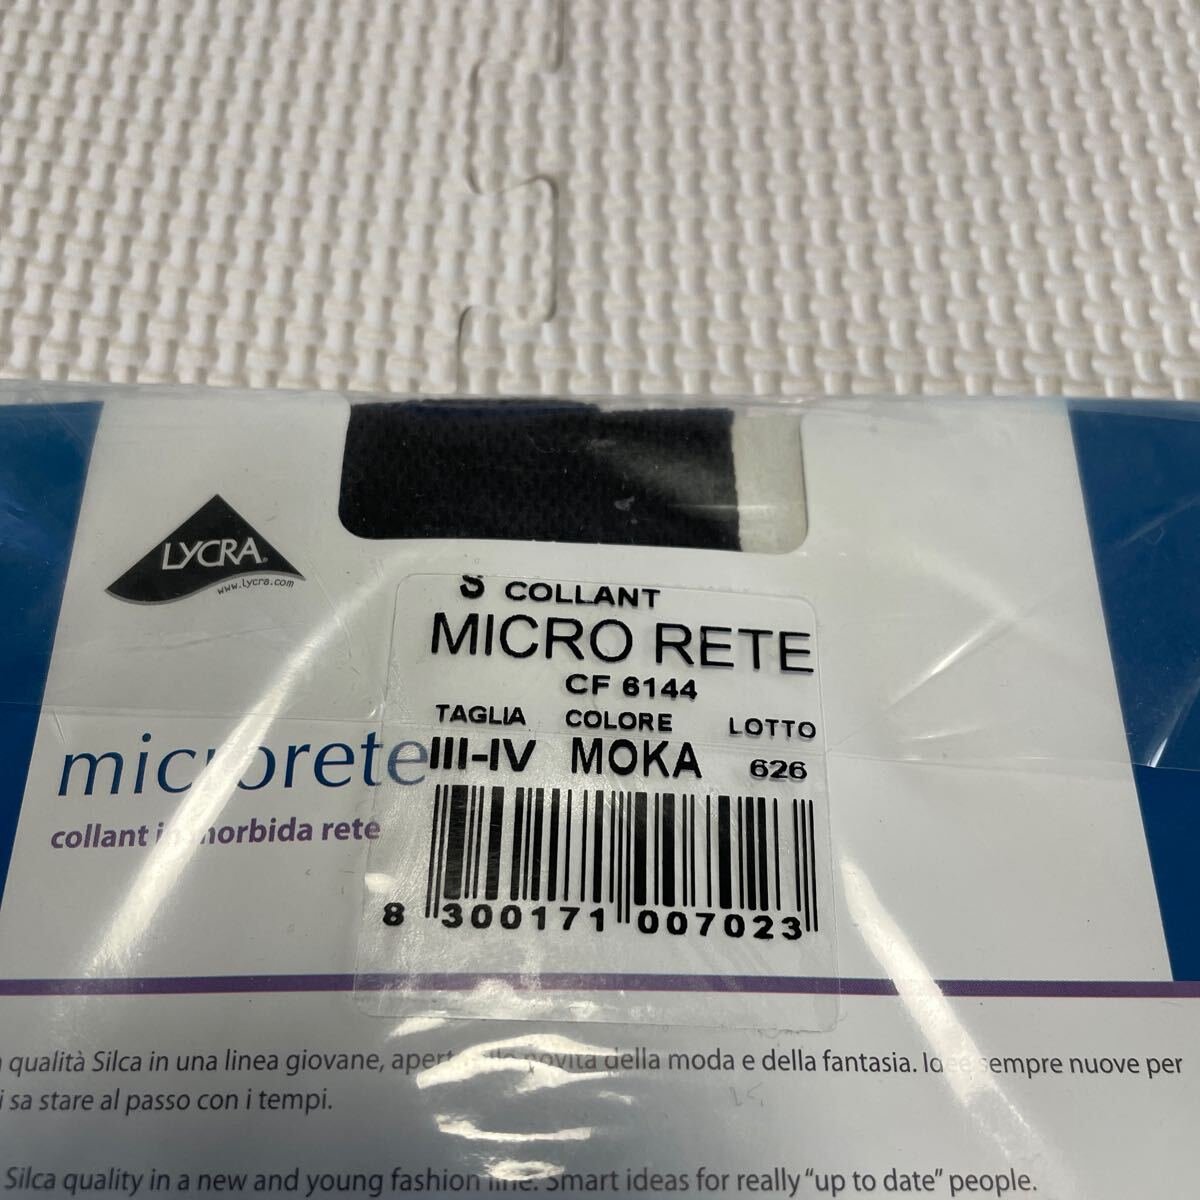 LYCRA®
www.lycra.com
S COLLANT
MICRO RETE
CF 6144
TAGLIA COLORE LOTTO
III-IV MOKA 626
8 300171 007023
microrete
collant in morbida rete
qualità Silca in una linea giovane, aperta alle novità della moda e della fantasia. Idee sempre nuove per
sa stare al passo con i tempi.
Silca quality in a new and young fashion line. Smart ideas for really "up to date" people.